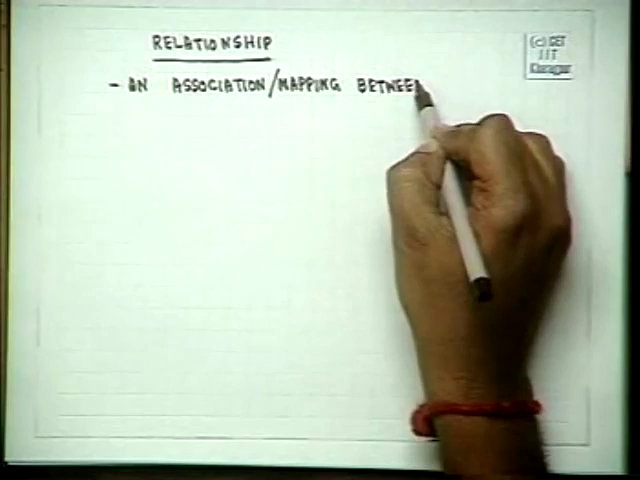 RELATIONSHIP
- AN ASSOCIATION/MAPPING BETWEE
(c) CET
IIT
Kharagpur